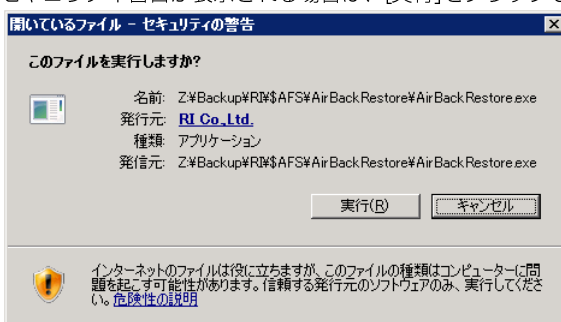 開いているファイル - セキュリティの警告
このファイルを実行しますか?
名前: Z:¥Backup¥RI¥$AFS¥AirBackRestore¥AirBackRestore.exe
発行元: RI Co.,Ltd.
種類: アプリケーション
発信元: Z:¥Backup¥RI¥$AFS¥AirBackRestore¥AirBackRestore.exe
実行(R) キャンセル
インターネットのファイルは役に立ちますが、このファイルの種類はコンピューターに問
題を起こす可能性があります。信頼する発行元のソフトウェアのみ、実行してくださ
い。危険性の説明